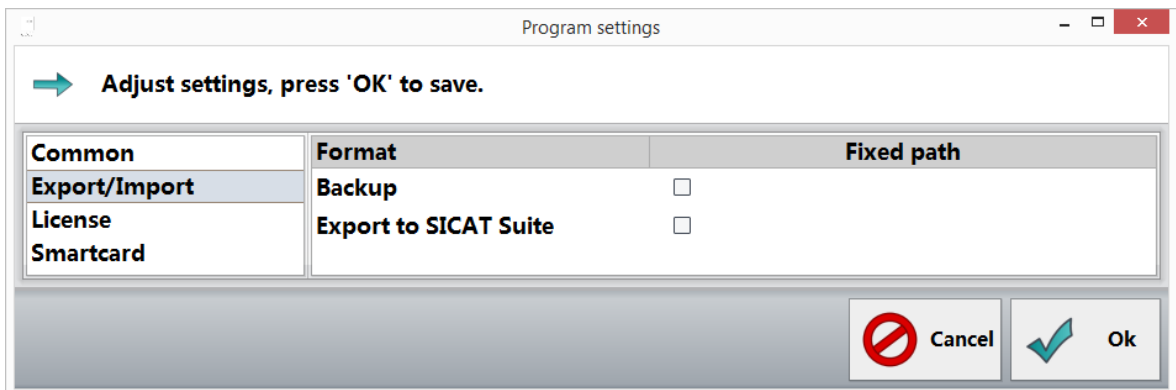 Program settings
Adjust settings, press 'OK' to save.
Common
Export/Import
License
Smartcard
Format Fixed path
Backup
Export to SICAT Suite
Cancel Ok